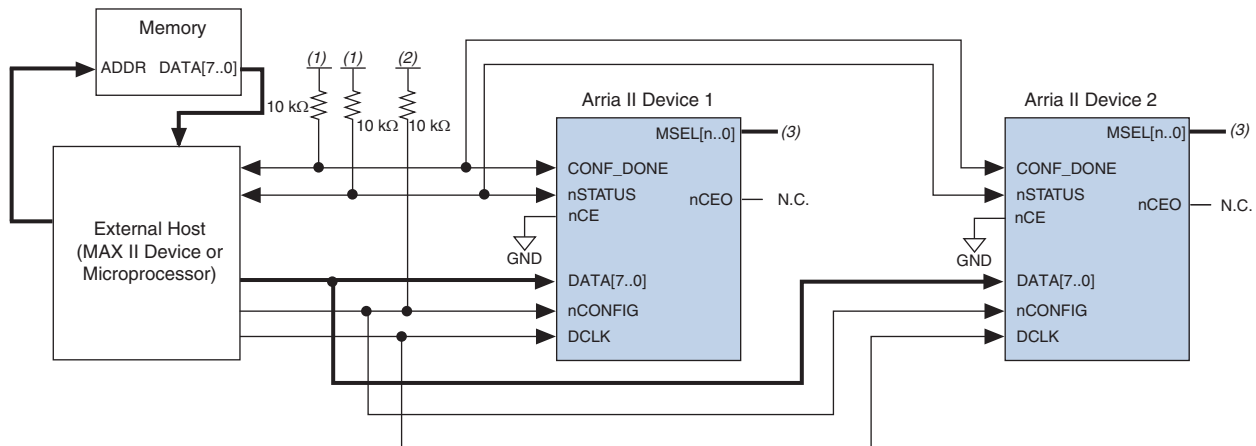 Memory
ADDR DATA[7..0]
(1) (1) (2)
10 kΩ
10 kΩ 10 kΩ
External Host
(MAX II Device or
Microprocessor)
Arria II Device 1
MSEL[n..0] (3)
CONF_DONE
nSTATUS
nCE
nCEO N.C.
GND
DATA[7..0]
nCONFIG
DCLK
Arria II Device 2
MSEL[n..0] (3)
CONF_DONE
nSTATUS
nCE
nCEO N.C.
GND
DATA[7..0]
nCONFIG
DCLK